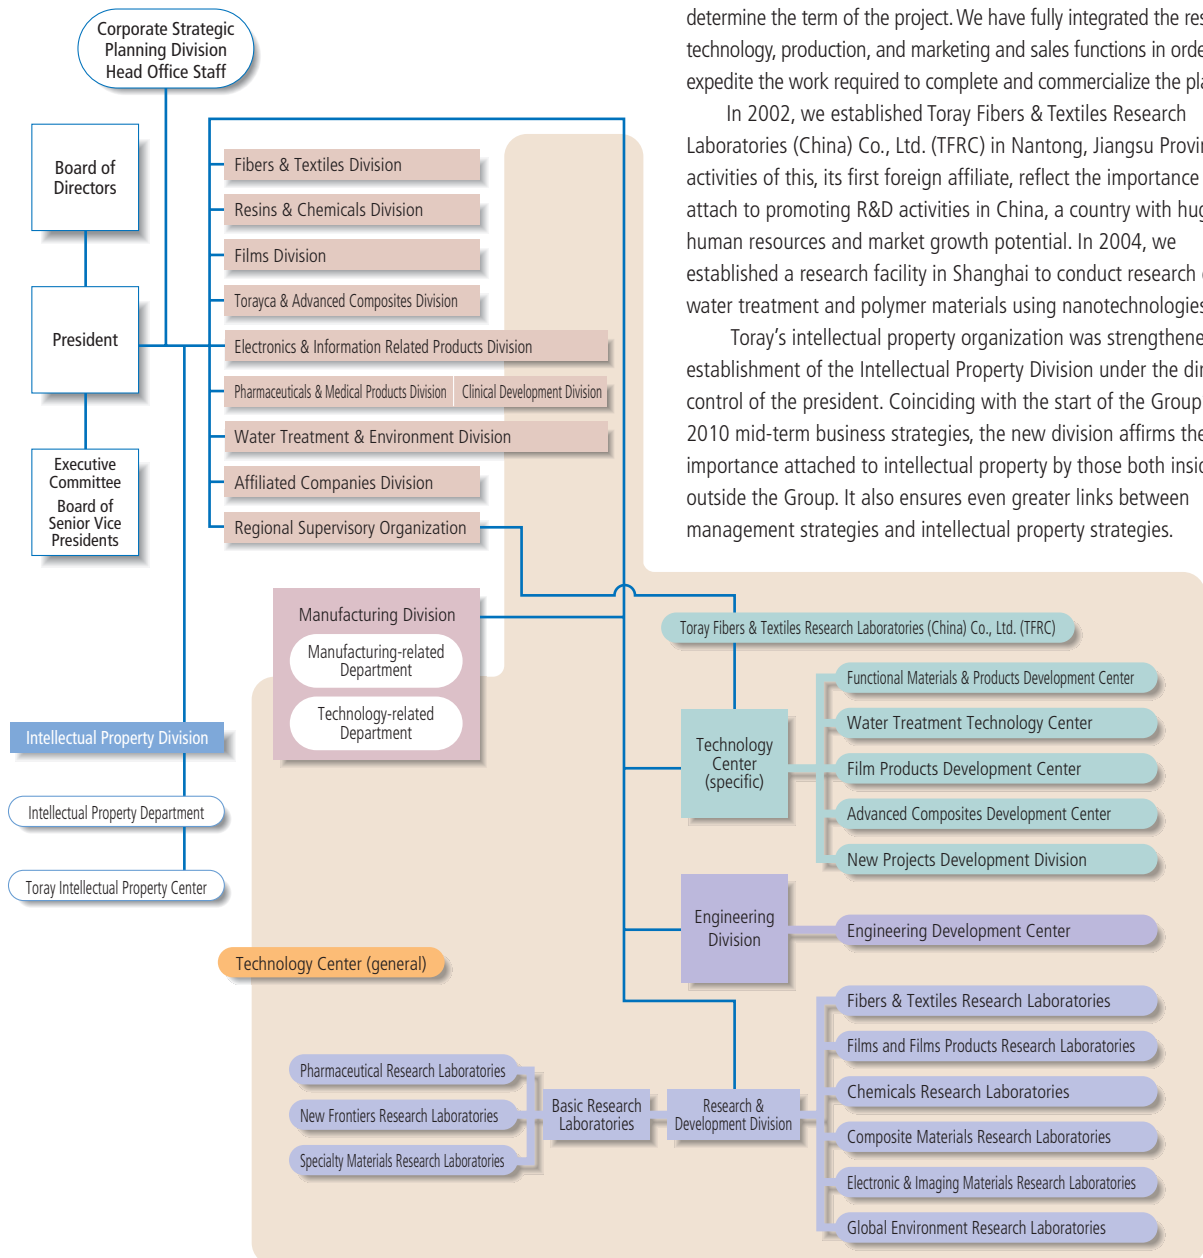 Corporate Strategic
Planning Division
Head Office Staff
Board of
Directors
President
Executive
Committee
Board of
Senior Vice
Presidents
Fibers & Textiles Division
Resins & Chemicals Division
Films Division
Torayca & Advanced Composites Division
Electronics & Information Related Products Division
Pharmaceuticals & Medical Products Division
Clinical Development Division
Water Treatment & Environment Division
Affiliated Companies Division
Regional Supervisory Organization
determine the term of the project. We have fully integrated the res
technology, production, and marketing and sales functions in orde
expedite the work required to complete and commercialize the pla
In 2002, we established Toray Fibers & Textiles Research
Laboratories (China) Co., Ltd. (TFRC) in Nantong, Jiangsu Provin
activities of this, its first foreign affiliate, reflect the importance
attach to promoting R&D activities in China, a country with hug
human resources and market growth potential. In 2004, we
established a research facility in Shanghai to conduct research
water treatment and polymer materials using nanotechnologies
Toray's intellectual property organization was strengthene
establishment of the Intellectual Property Division under the dir
control of the president. Coinciding with the start of the Group
2010 mid-term business strategies, the new division affirms the
importance attached to intellectual property by those both insid
outside the Group. It also ensures even greater links between
management strategies and intellectual property strategies.
Manufacturing Division
Manufacturing-related
Department
Technology-related
Department
Intellectual Property Division
Intellectual Property Department
Toray Intellectual Property Center
Technology Center (general)
Toray Fibers & Textiles Research Laboratories (China) Co., Ltd. (TFRC)
Technology
Center
(specific)
Functional Materials & Products Development Center
Water Treatment Technology Center
Film Products Development Center
Advanced Composites Development Center
New Projects Development Division
Engineering
Division
Engineering Development Center
Pharmaceutical Research Laboratories
New Frontiers Research Laboratories
Specialty Materials Research Laboratories
Basic Research
Laboratories
Research &
Development Division
Fibers & Textiles Research Laboratories
Films and Films Products Research Laboratories
Chemicals Research Laboratories
Composite Materials Research Laboratories
Electronic & Imaging Materials Research Laboratories
Global Environment Research Laboratories